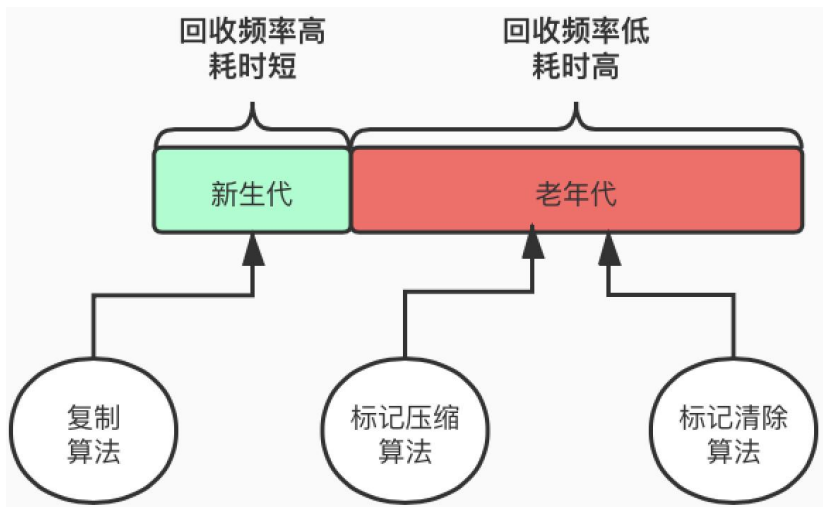 回收频率高
耗时短
回收频率低
耗时高
新生代
老年代
复制
算法
标记压缩
算法
标记清除
算法